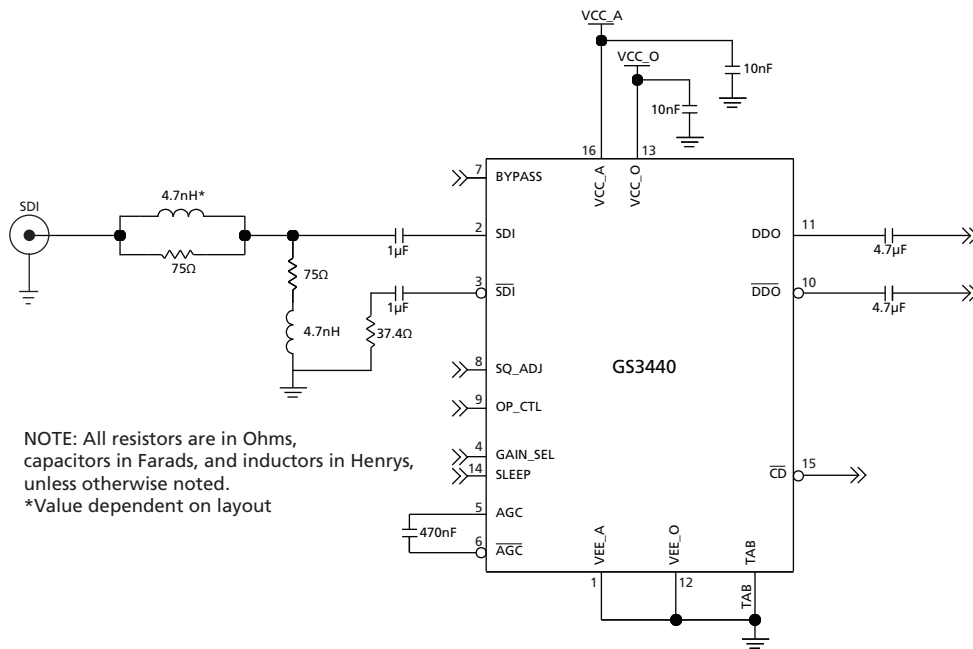 VCC_A
10nF
VCC_O
10nF
16
13
7
BYPASS
VCC_A
VCC_O
SDI
4.7nH*
75Ω
1µF
2
SDI
DDO
11
4.7µF
75Ω
4.7nH
37.4Ω
1µF
3
SDI
DDO
10
4.7µF
8
SQ_ADJ
GS3440
9
OP_CTL
4
GAIN_SEL
14
SLEEP
CD
15
5
AGC
470nF
6
AGC
VEE_A
VEE_O
TAB
1
12
TAB
NOTE: All resistors are in Ohms,
capacitors in Farads, and inductors in Henrys,
unless otherwise noted.
*Value dependent on layout